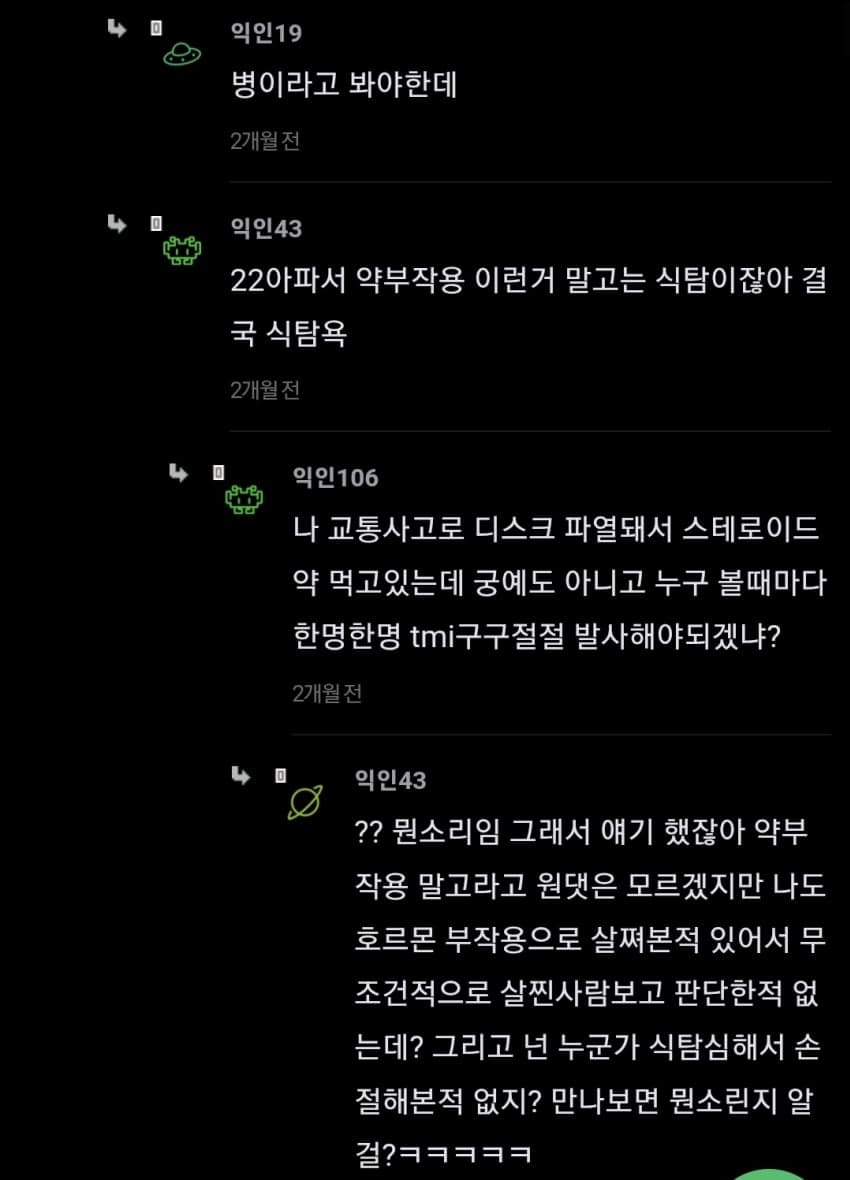 익인19
병이라고 봐야한데
2개월 전
익인43
22아파서 약부작용 이런거 말고는 식탐이잖아 결
국 식탐욕
2개월 전
익인106
나 교통사고로 디스크 파열돼서 스테로이드
약 먹고있는데 궁예도 아니고 누구 볼때마다
한명한명 tmi구구절절 발사해야되겠냐?
2개월 전
익인43
?? 뭔소리임 그래서 얘기 했잖아 약부
작용 말고라고 원댓은 모르겠지만 나도
호르몬 부작용으로 살쪄본적 있어서 무
조건적으로 살찐사람보고 판단한적 없
는데? 그리고 넌 누군가 식탐심해서 손
절해본적 없지? 만나보면 뭔소린지 알
걸?ㅋㅋㅋㅋㅋ